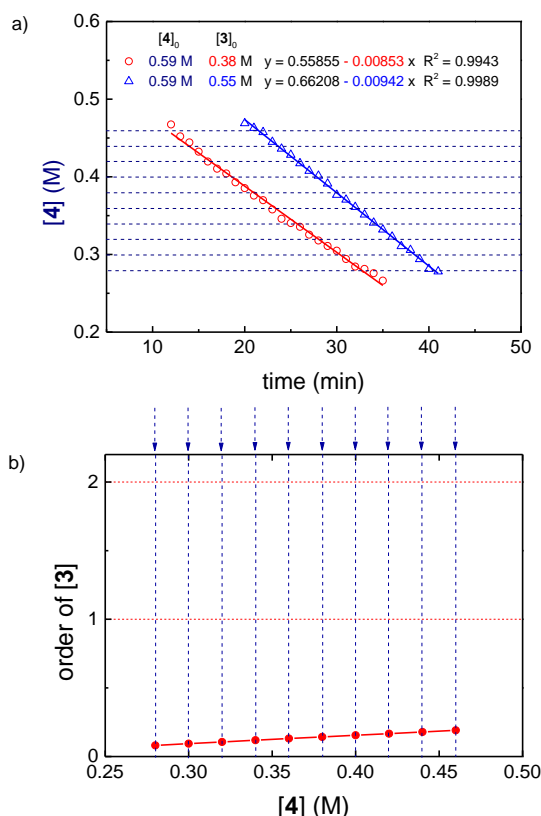 a)
[4]₀ [3]₀
0.59 M 0.38 M y = 0.55855 - 0.00853 x R² = 0.9943
0.59 M 0.55 M y = 0.66208 - 0.00942 x R² = 0.9989
0.6
0.5
0.4
0.3
0.2
[4] (M)
10 20 30 40 50
time (min)
b)
2
1
0
order of [3]
0.25 0.30 0.35 0.40 0.45 0.50
[4] (M)